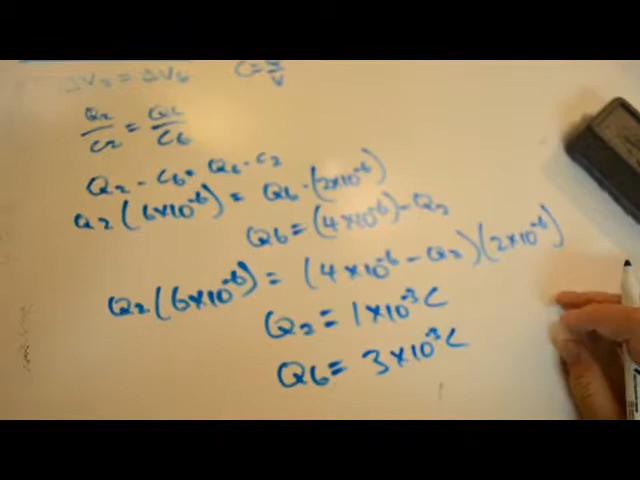 ΔV₂ = ΔV₆ C = Q/V
Q₂/C₂ = Q₆/C₆
Q₂ - C₆ = Q₆ - C₂
Q₂ (6×10⁻⁶) = Q₆ · (2×10⁻⁶)
Q₆ = (4×10⁻⁶) - Q₂
Q₂ (6×10⁻⁶) = (4×10⁻⁶ - Q₂) (2×10⁻⁶)
Q₂ = 1×10⁻³ C
Q₆ = 3×10⁻³ C